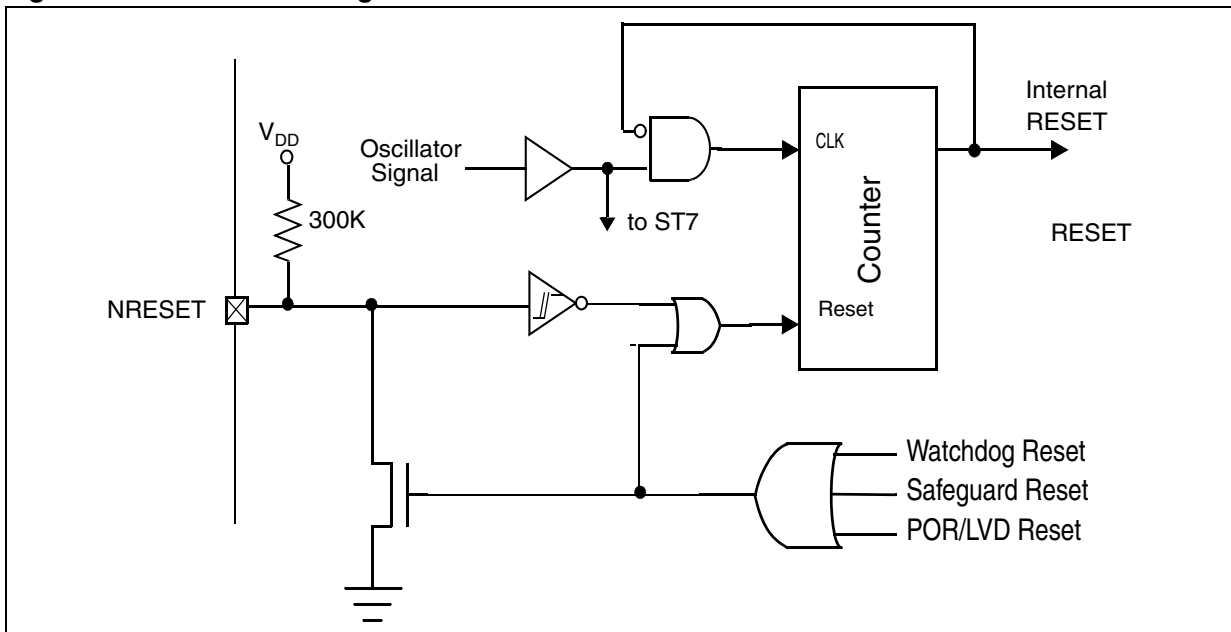 V_DD
300K
NRESET
Oscillator
Signal
to ST7
CLK
Counter
Reset
Internal
RESET
RESET
Watchdog Reset
Safeguard Reset
POR/LVD Reset